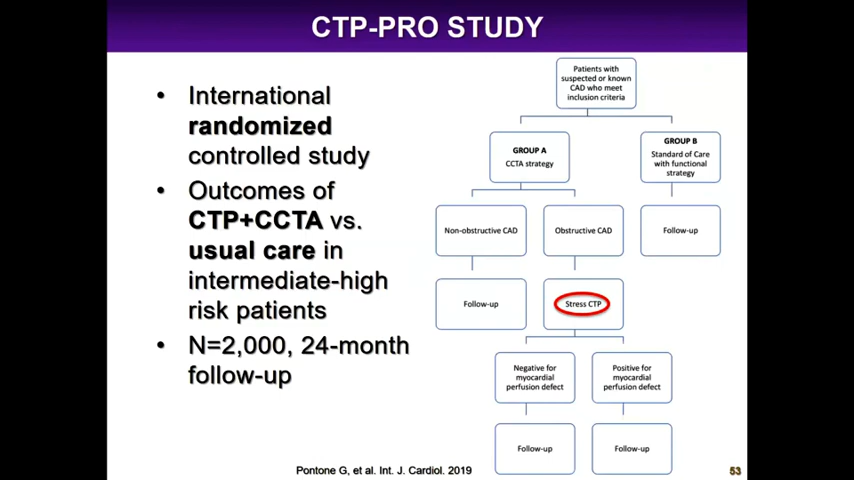 CTP-PRO STUDY
• International
randomized
controlled study
• Outcomes of
CTP+CCTA vs.
usual care in
intermediate-high
risk patients
• N=2,000, 24-month
follow-up
Patients with
suspected or known
CAD who meet
inclusion criteria
GROUP A
CCTA strategy
GROUP B
Standard of Care
with functional
strategy
Non-obstructive CAD
Obstructive CAD
Follow-up
Follow-up
Stress CTP
Negative for
myocardial
perfusion defect
Positive for
myocardial
perfusion defect
Follow-up
Follow-up
Pontone G, et al. Int. J. Cardiol. 2019
53